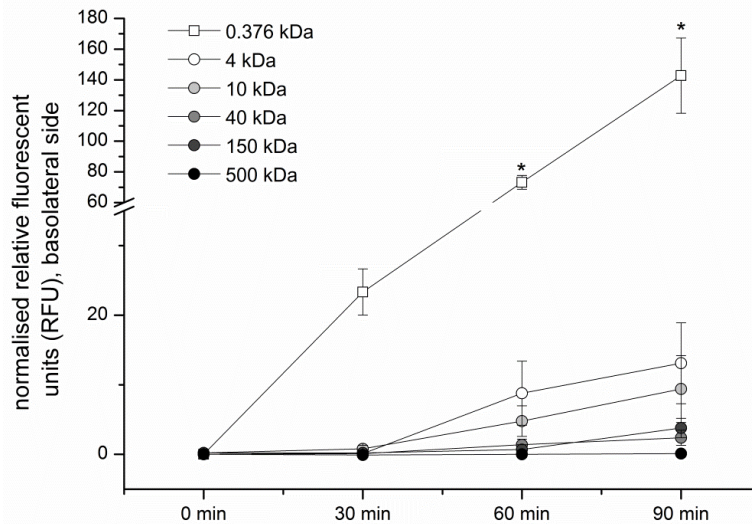 normalised relative fluorescent
units (RFU), basolateral side
180
160
140
120
100
80
60
20
0
0.376 kDa
4 kDa
10 kDa
40 kDa
150 kDa
500 kDa
*
*
0 min 30 min 60 min 90 min